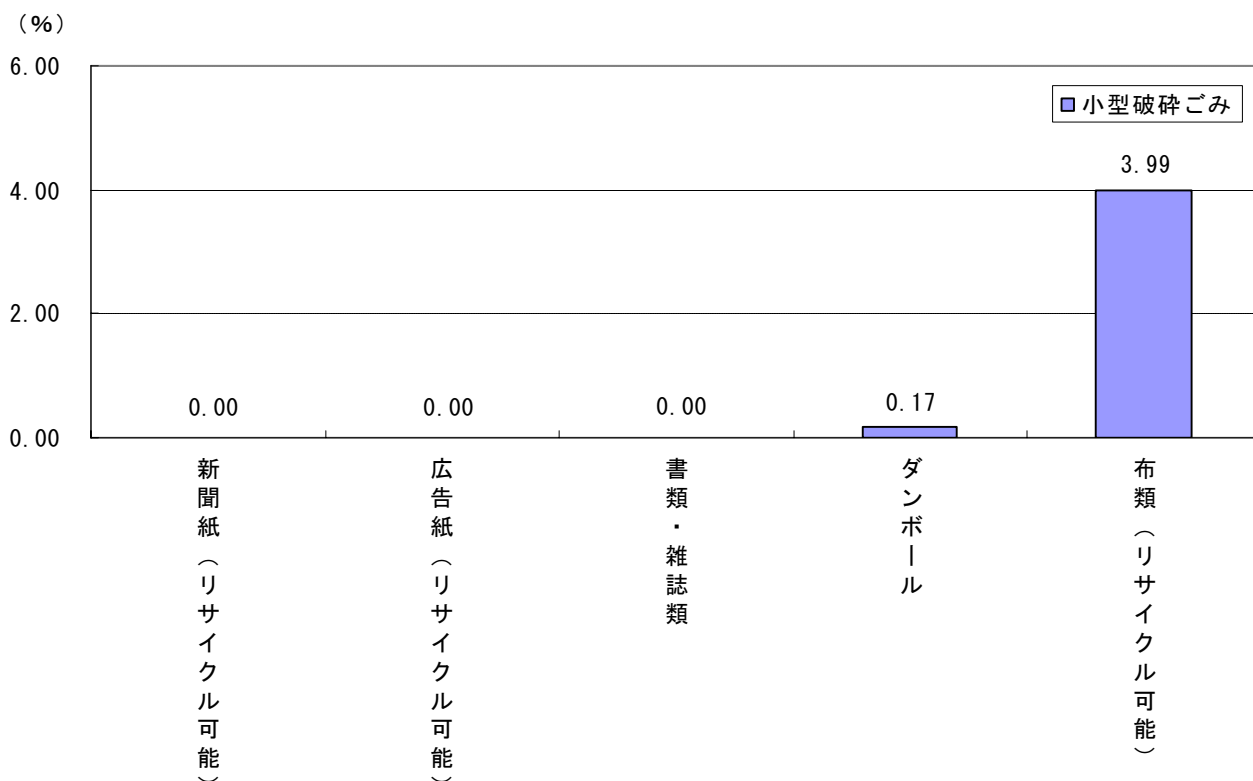 （%）
6.00
4.00
2.00
0.00
小型破砕ごみ
0.00
0.00
0.00
0.17
3.99
新聞紙（リサイクル可能）
広告紙（リサイクル可能）
書類・雑誌類
ダンボール
布類（リサイクル可能）